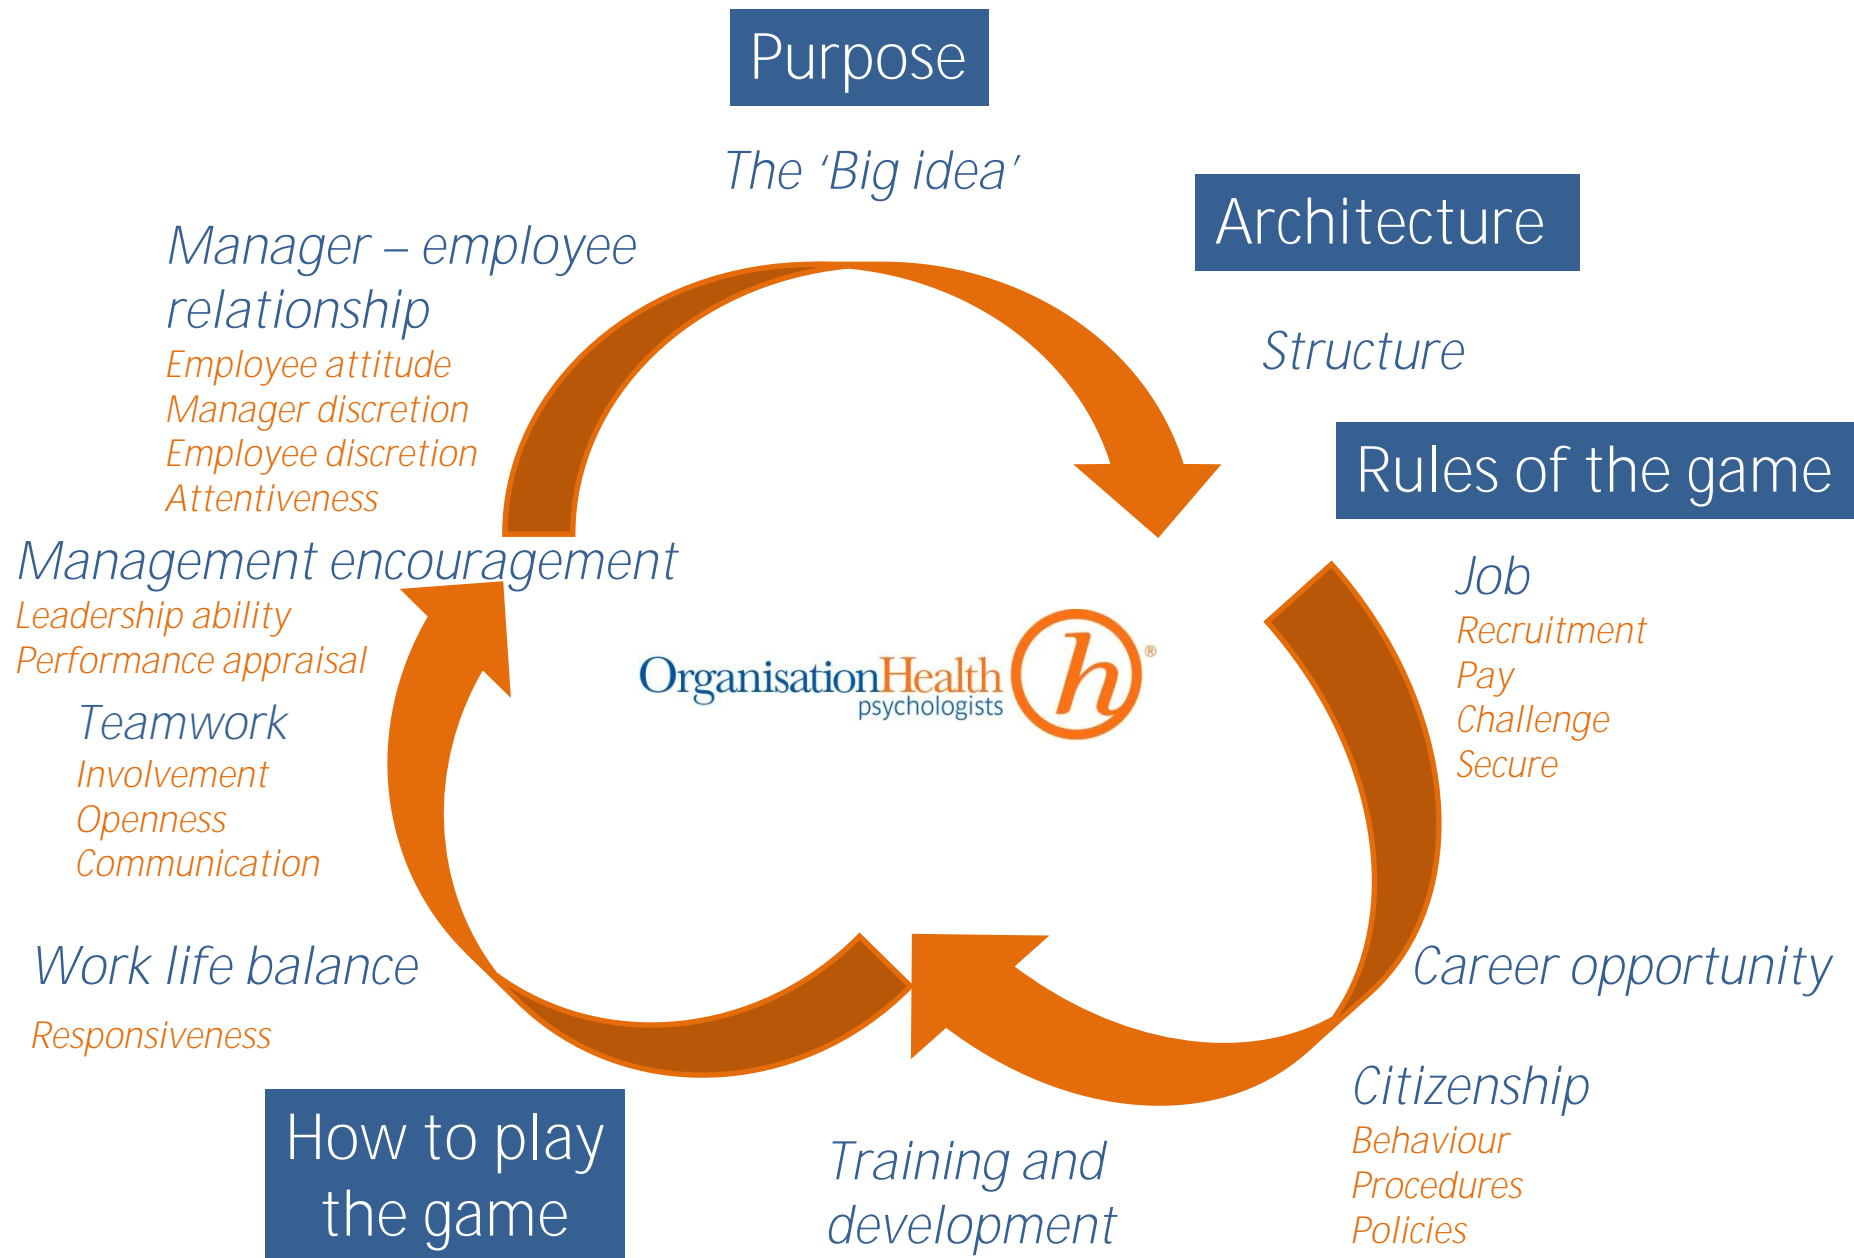 Purpose
The ‘Big idea’
Architecture
Structure
Rules of the game
Job
Recruitment
Pay
Challenge
Secure
Career opportunity
Citizenship
Behaviour
Procedures
Policies
Training and
development
How to play
the game
Work life balance
Responsiveness
Teamwork
Involvement
Openness
Communication
Management encouragement
Leadership ability
Performance appraisal
Manager – employee
relationship
Employee attitude
Manager discretion
Employee discretion
Attentiveness
OrganisationHealth h®
psychologists